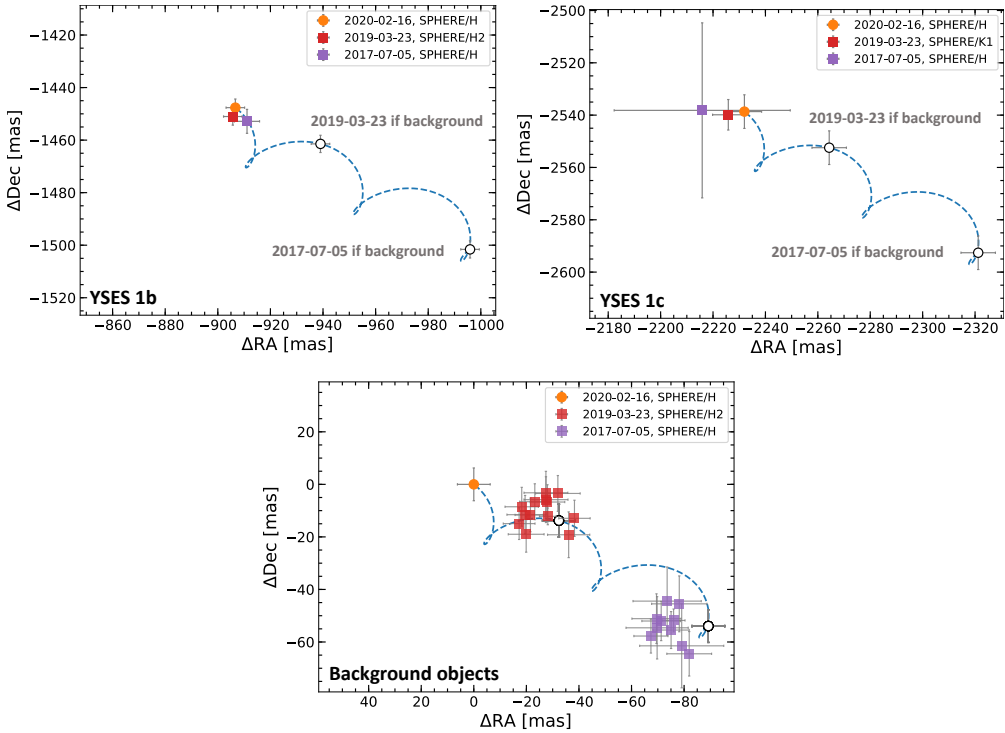 2020-02-16, SPHERE/H
2019-03-23, SPHERE/H2
2017-07-05, SPHERE/H
2019-03-23 if background
2017-07-05 if background
YSES 1b
−1420
−1440
−1460
−1480
−1500
−1520
ΔDec [mas]
−860 −880 −900 −920 −940 −960 −980 −1000
ΔRA [mas]
2020-02-16, SPHERE/H
2019-03-23, SPHERE/K1
2017-07-05, SPHERE/H
2019-03-23 if background
2017-07-05 if background
YSES 1c
−2500
−2520
−2540
−2560
−2580
−2600
ΔDec [mas]
−2180 −2200 −2220 −2240 −2260 −2280 −2300 −2320
ΔRA [mas]
2020-02-16, SPHERE/H
2019-03-23, SPHERE/H2
2017-07-05, SPHERE/H
Background objects
20
0
−20
−40
−60
ΔDec [mas]
20 0 −20 −40 −60 −80
ΔRA [mas]